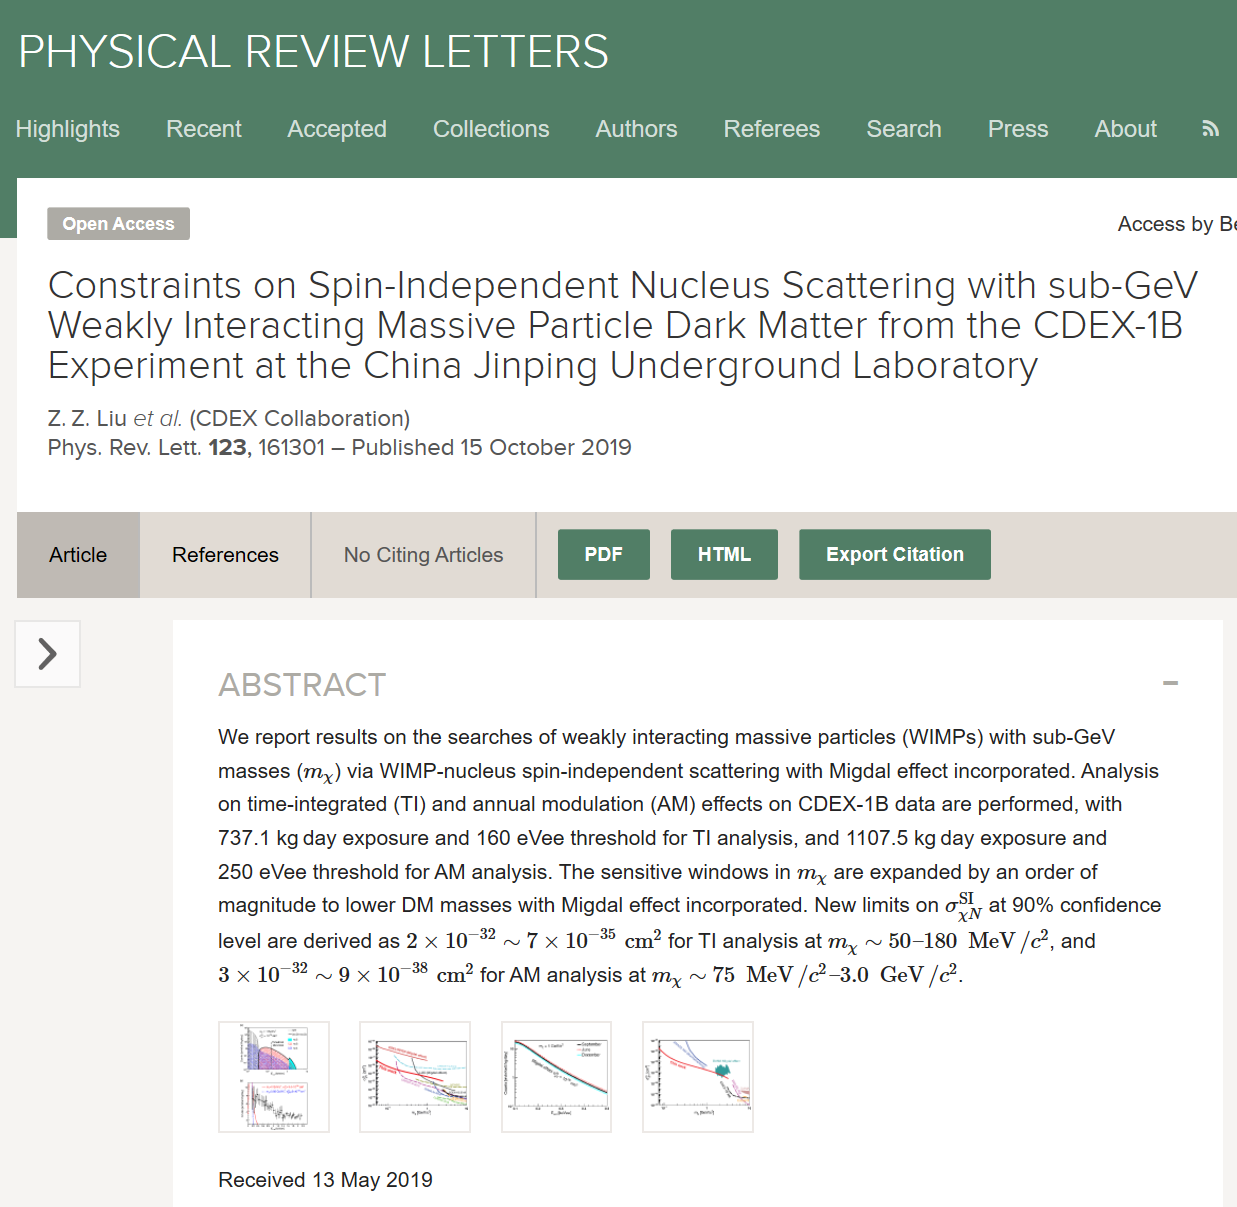 PHYSICAL REVIEW LETTERS
Highlights Recent Accepted Collections Authors Referees Search Press About
Open Access
Access by Be
Constraints on Spin-Independent Nucleus Scattering with sub-GeV
Weakly Interacting Massive Particle Dark Matter from the CDEX-1B
Experiment at the China Jinping Underground Laboratory
Z. Z. Liu et al. (CDEX Collaboration)
Phys. Rev. Lett. 123, 161301 – Published 15 October 2019
Article References No Citing Articles PDF HTML Export Citation
ABSTRACT
We report results on the searches of weakly interacting massive particles (WIMPs) with sub-GeV
masses (mχ) via WIMP-nucleus spin-independent scattering with Migdal effect incorporated. Analysis
on time-integrated (TI) and annual modulation (AM) effects on CDEX-1B data are performed, with
737.1 kg day exposure and 160 eVee threshold for TI analysis, and 1107.5 kg day exposure and
250 eVee threshold for AM analysis. The sensitive windows in mχ are expanded by an order of
magnitude to lower DM masses with Migdal effect incorporated. New limits on σ^SI_χN at 90% confidence
level are derived as 2 × 10^−32 ∼ 7 × 10^−35 cm² for TI analysis at mχ ∼ 50–180 MeV/c², and
3 × 10^−32 ∼ 9 × 10^−38 cm² for AM analysis at mχ ∼ 75 MeV/c²–3.0 GeV/c².
Received 13 May 2019